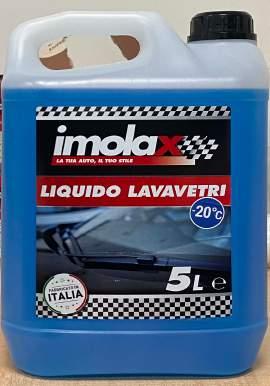 imolax
LA TUA AUTO, IL TUO STILE
LIQUIDO LAVAVETRI
-20°C
5L e
FABBRICATO IN
ITALIA